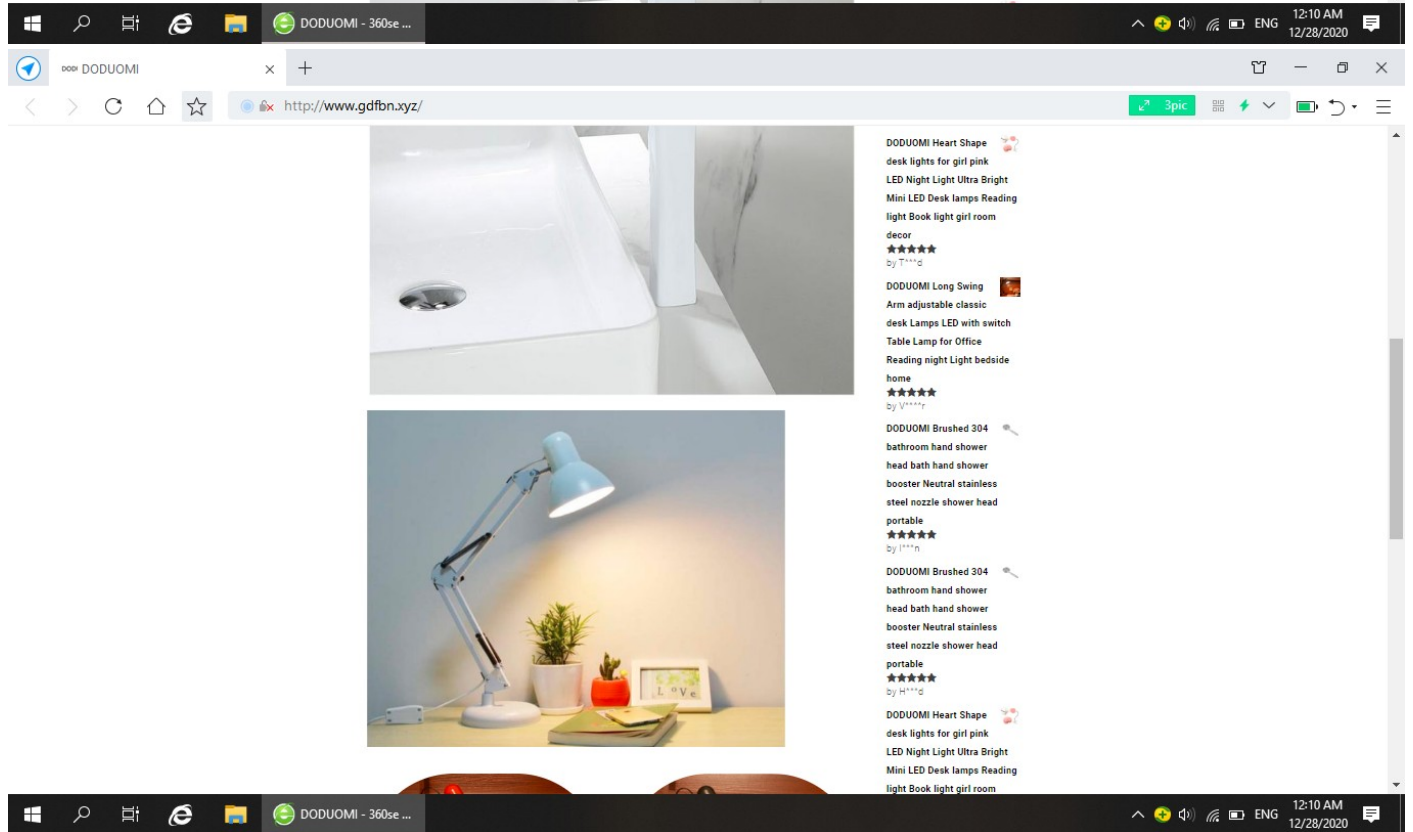 DODUOMI - 360se ...
ENG
12:10 AM
12/28/2020
DODUOMI
http://www.gdfbn.xyz/
3pic
DODUOMI Heart Shape
desk lights for girl pink
LED Night Light Ultra Bright
Mini LED Desk lamps Reading
light Book light girl room
decor
by T***d
DODUOMI Long Swing
Arm adjustable classic
desk Lamps LED with switch
Table Lamp for Office
Reading night Light bedside
home
by V****r
DODUOMI Brushed 304
bathroom hand shower
head bath hand shower
booster Neutral stainless
steel nozzle shower head
portable
by I***n
DODUOMI Brushed 304
bathroom hand shower
head bath hand shower
booster Neutral stainless
steel nozzle shower head
portable
by H***d
DODUOMI Heart Shape
desk lights for girl pink
LED Night Light Ultra Bright
Mini LED Desk lamps Reading
light Book light girl room
LOVe
DODUOMI - 360se ...
ENG
12:10 AM
12/28/2020